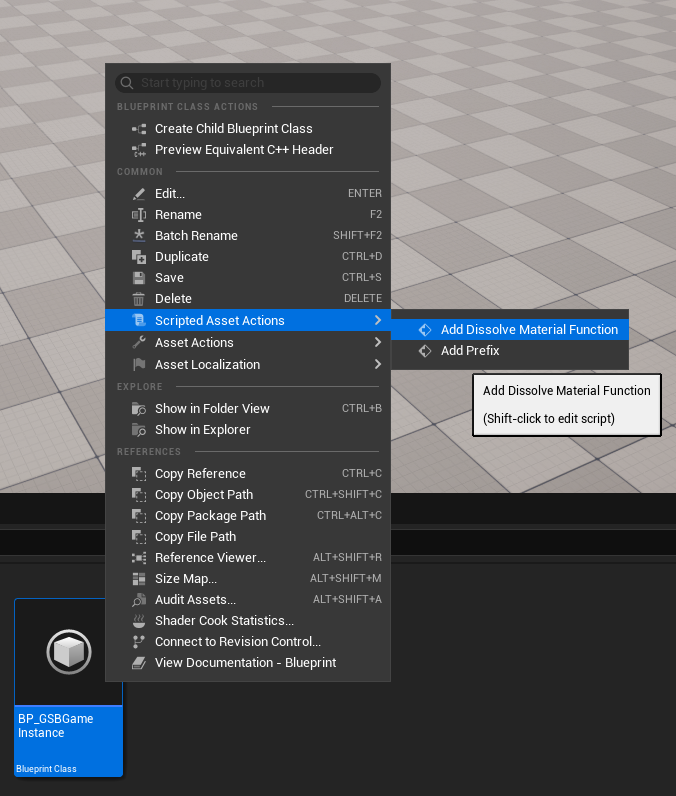 Start typing to search
BLUEPRINT CLASS ACTIONS
Create Child Blueprint Class
Preview Equivalent C++ Header
COMMON
Edit... ENTER
Rename F2
Batch Rename SHIFT+F2
Duplicate CTRL+D
Save CTRL+S
Delete DELETE
Scripted Asset Actions
Add Dissolve Material Function
Asset Actions
Add Prefix
Asset Localization
Add Dissolve Material Function
(Shift-click to edit script)
EXPLORE
Show in Folder View CTRL+B
Show in Explorer
REFERENCES
Copy Reference CTRL+C
Copy Object Path CTRL+SHIFT+C
Copy Package Path CTRL+ALT+C
Copy File Path
Reference Viewer... ALT+SHIFT+R
Size Map... ALT+SHIFT+M
Audit Assets... ALT+SHIFT+A
Shader Cook Statistics...
Connect to Revision Control...
View Documentation - Blueprint
BP_GSBGame
Instance
Blueprint Class